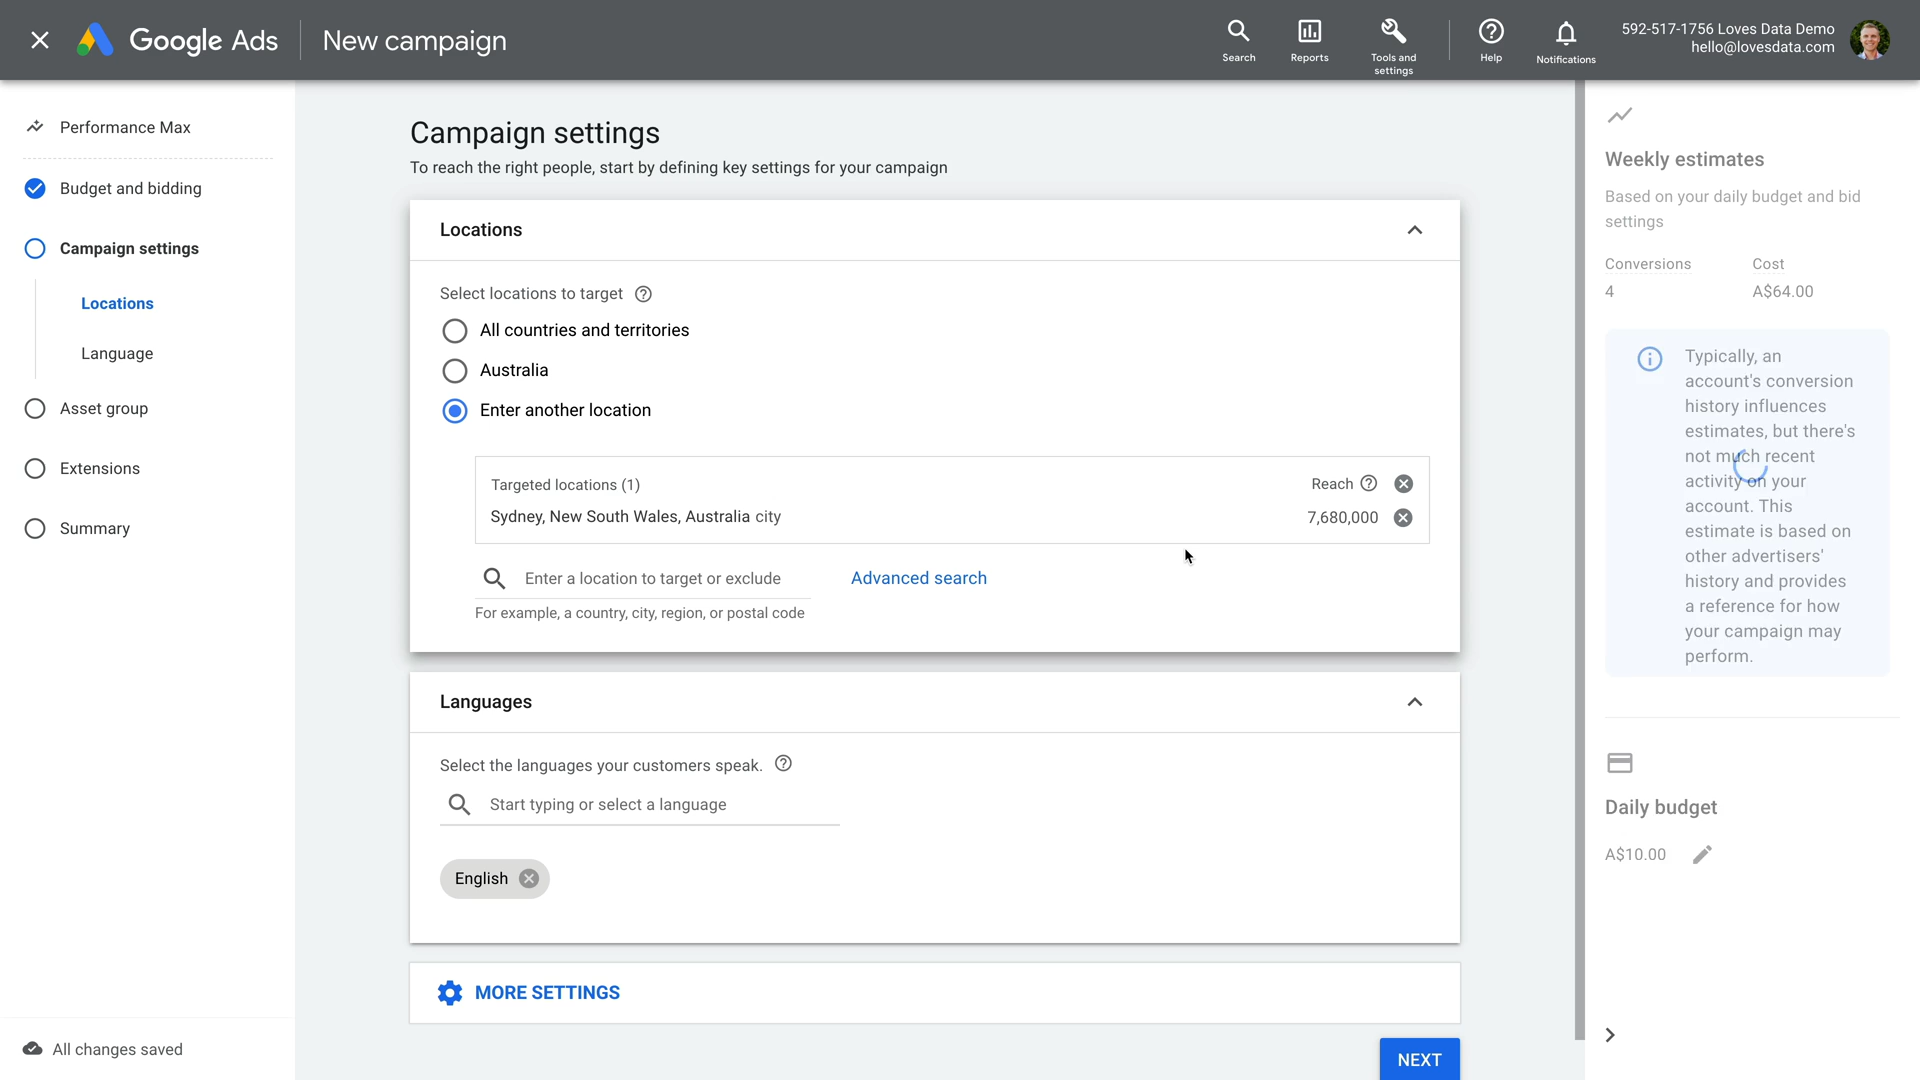 Google Ads
New campaign
Search
Reports
Tools and
settings
Help
Notifications
592-517-1756 Loves Data Demo
hello@lovesdata.com
Performance Max
Budget and bidding
Campaign settings
Locations
Language
Asset group
Extensions
Summary
All changes saved
Campaign settings
To reach the right people, start by defining key settings for your campaign
Locations
Select locations to target
All countries and territories
Australia
Enter another location
Targeted locations (1)
Reach
Sydney, New South Wales, Australia city
7,680,000
Enter a location to target or exclude
Advanced search
For example, a country, city, region, or postal code
Languages
Select the languages your customers speak.
Start typing or select a language
English
MORE SETTINGS
NEXT
Weekly estimates
Based on your daily budget and bid
settings
Conversions
Cost
4
A$64.00
Typically, an
account's conversion
history influences
estimates, but there's
not much recent
activity on your
account. This
estimate is based on
other advertisers'
history and provides
a reference for how
your campaign may
perform.
Daily budget
A$10.00